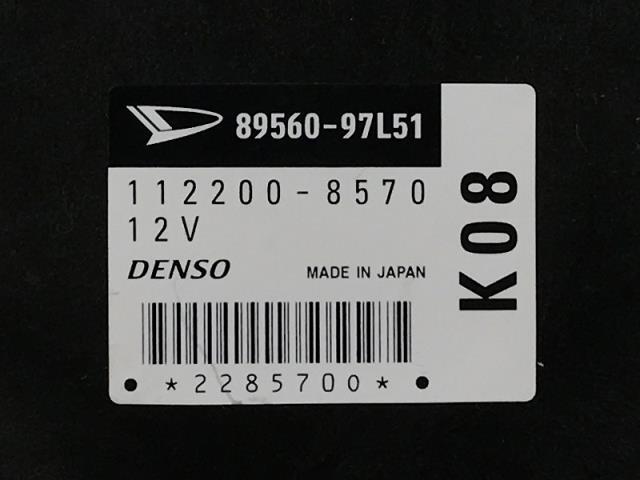 89560-97L51
112200-8570
12V
DENSO MADE IN JAPAN
*2285700*
K08